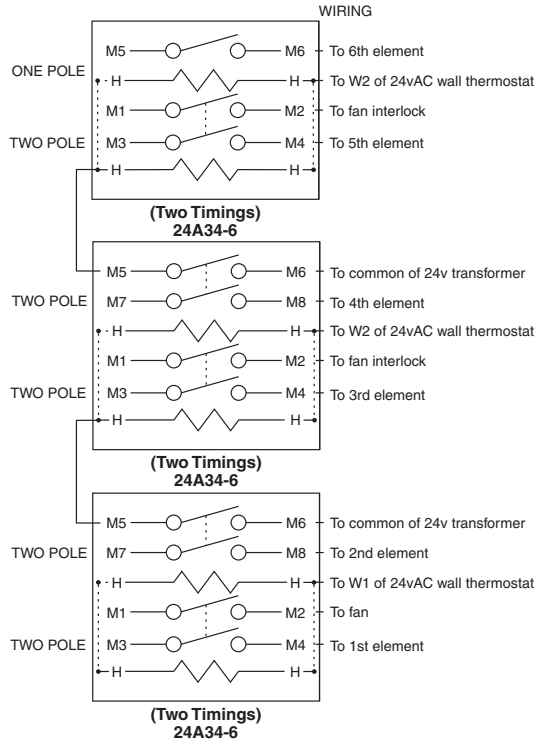 WIRING
M5 M6 To 6th element
ONE POLE
H H To W2 of 24vAC wall thermostat
M1 M2 To fan interlock
TWO POLE M3 M4 To 5th element
H H
(Two Timings)
24A34-6
M5 M6 To common of 24v transformer
TWO POLE M7 M8 To 4th element
H H To W2 of 24vAC wall thermostat
M1 M2 To fan interlock
TWO POLE M3 M4 To 3rd element
H H
(Two Timings)
24A34-6
M5 M6 To common of 24v transformer
TWO POLE M7 M8 To 2nd element
H H To W1 of 24vAC wall thermostat
M1 M2 To fan
TWO POLE M3 M4 To 1st element
H H
(Two Timings)
24A34-6